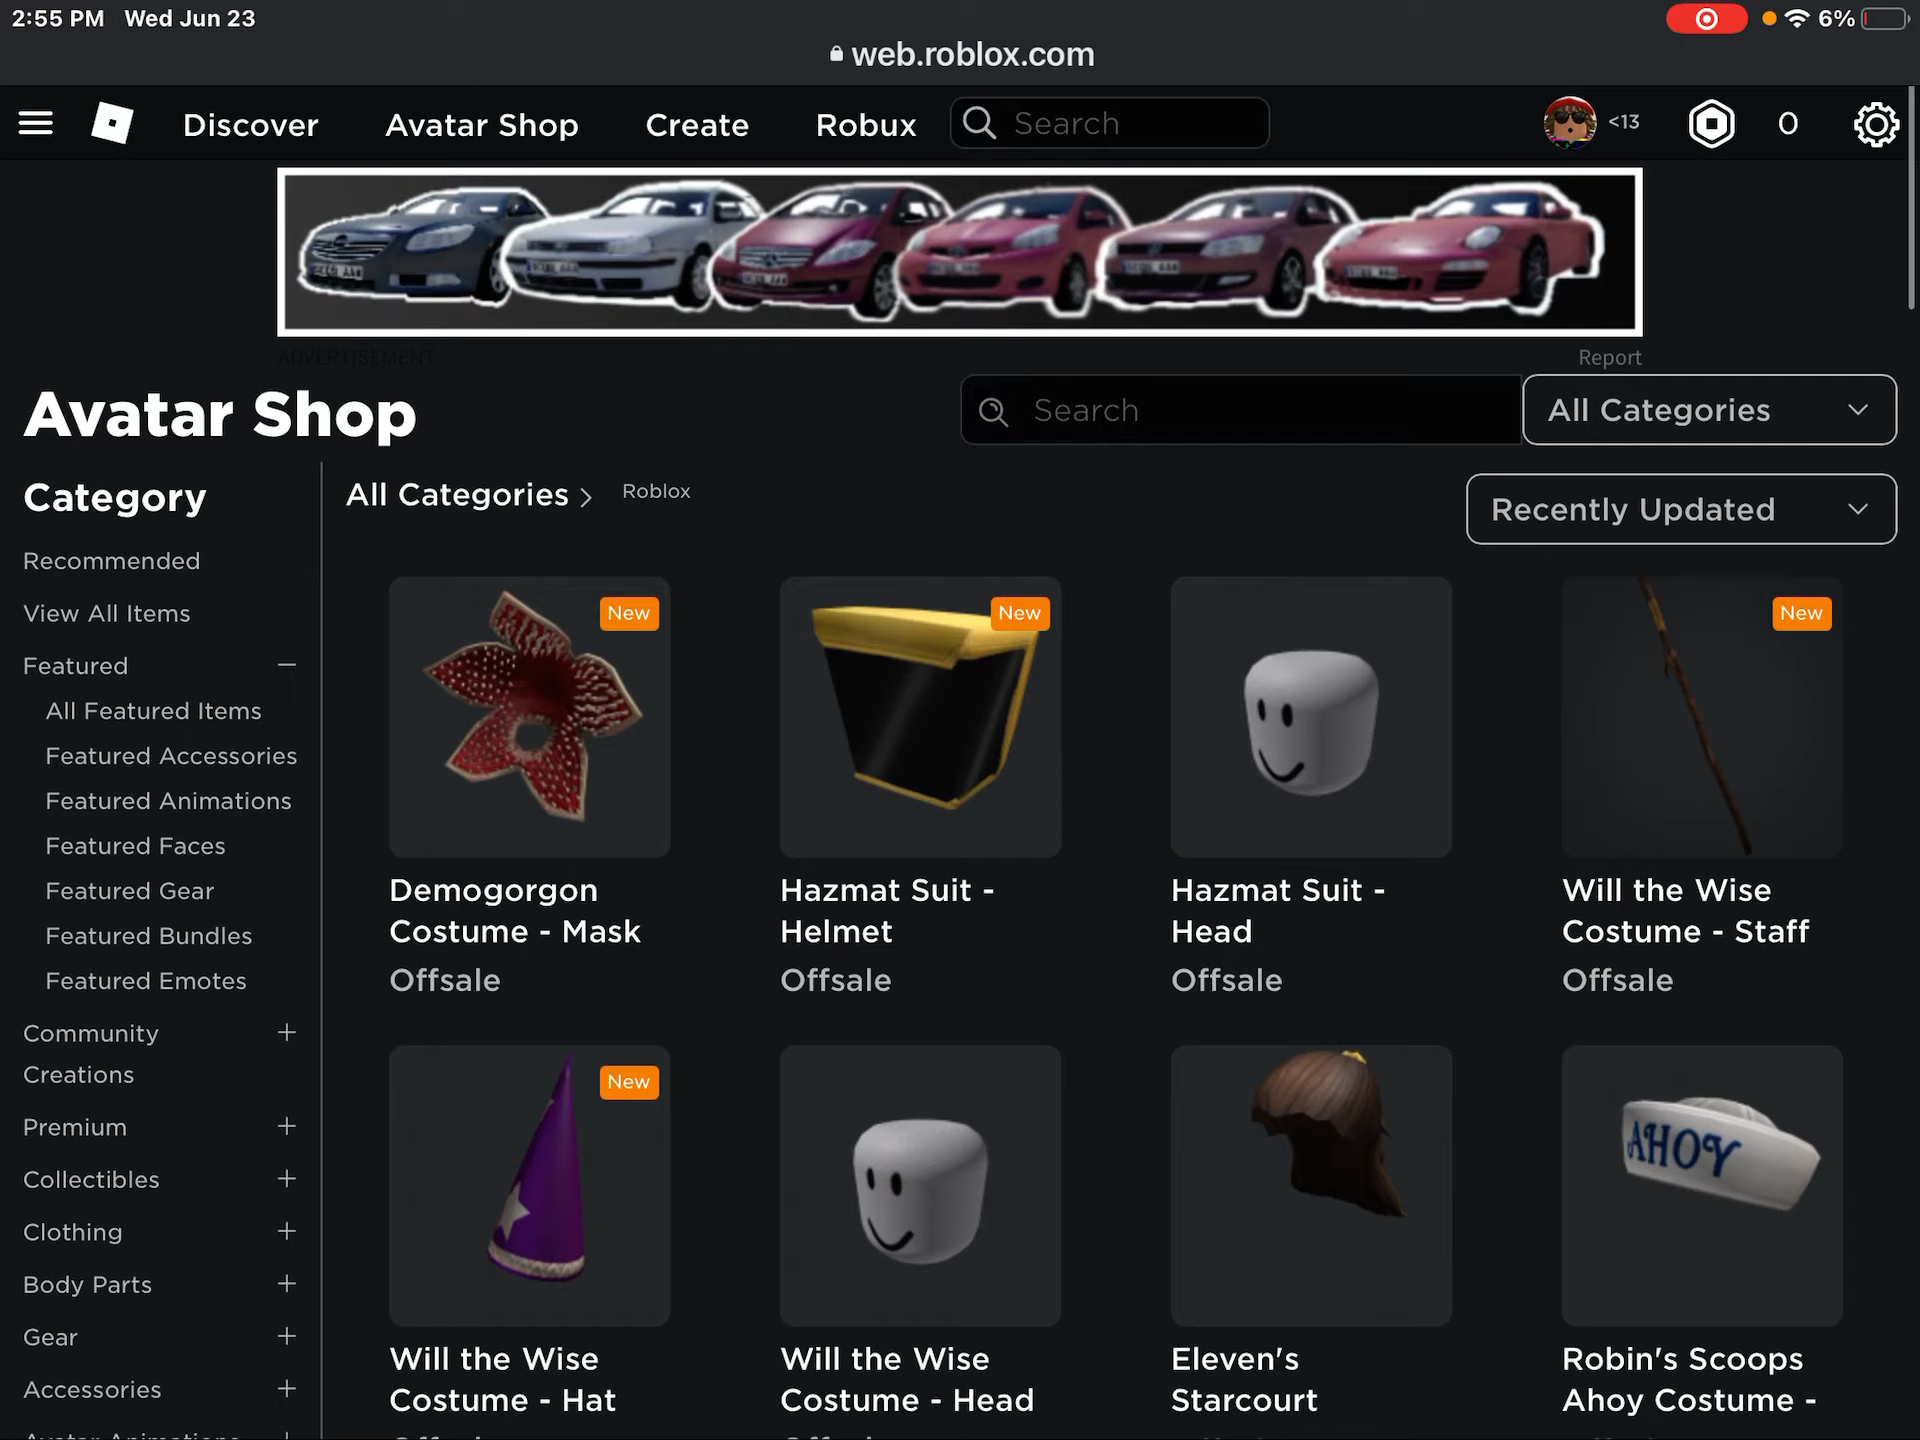 2:55 PM Wed Jun 23
6%
web.roblox.com
Discover
Avatar Shop
Create
Robux
Search
<13
0
ADVERTISEMENT
Report
Avatar Shop
Search
All Categories
Category
All Categories > Roblox
Recently Updated
Recommended
View All Items
Featured
All Featured Items
Featured Accessories
Featured Animations
Featured Faces
Featured Gear
Featured Bundles
Featured Emotes
Community
Creations
Premium
Collectibles
Clothing
Body Parts
Gear
Accessories
Avatar Animations
New
Demogorgon
Costume - Mask
Offsale
New
Hazmat Suit -
Helmet
Offsale
Hazmat Suit -
Head
Offsale
New
Will the Wise
Costume - Staff
Offsale
New
Will the Wise
Costume - Hat
Will the Wise
Costume - Head
Eleven's
Starcourt
AHOY
Robin's Scoops
Ahoy Costume -